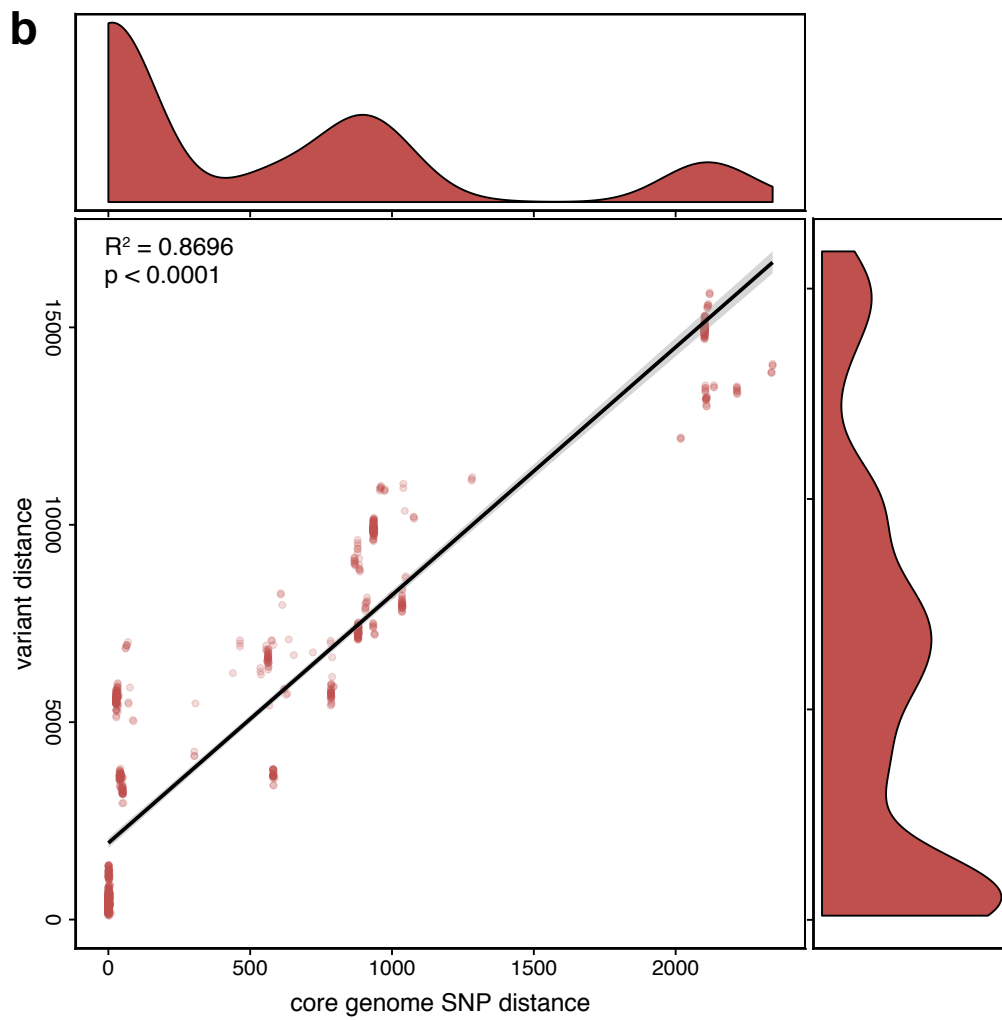 b
R² = 0.8696
p < 0.0001
15000
10000
5000
0
variant distance
0 500 1000 1500 2000
core genome SNP distance